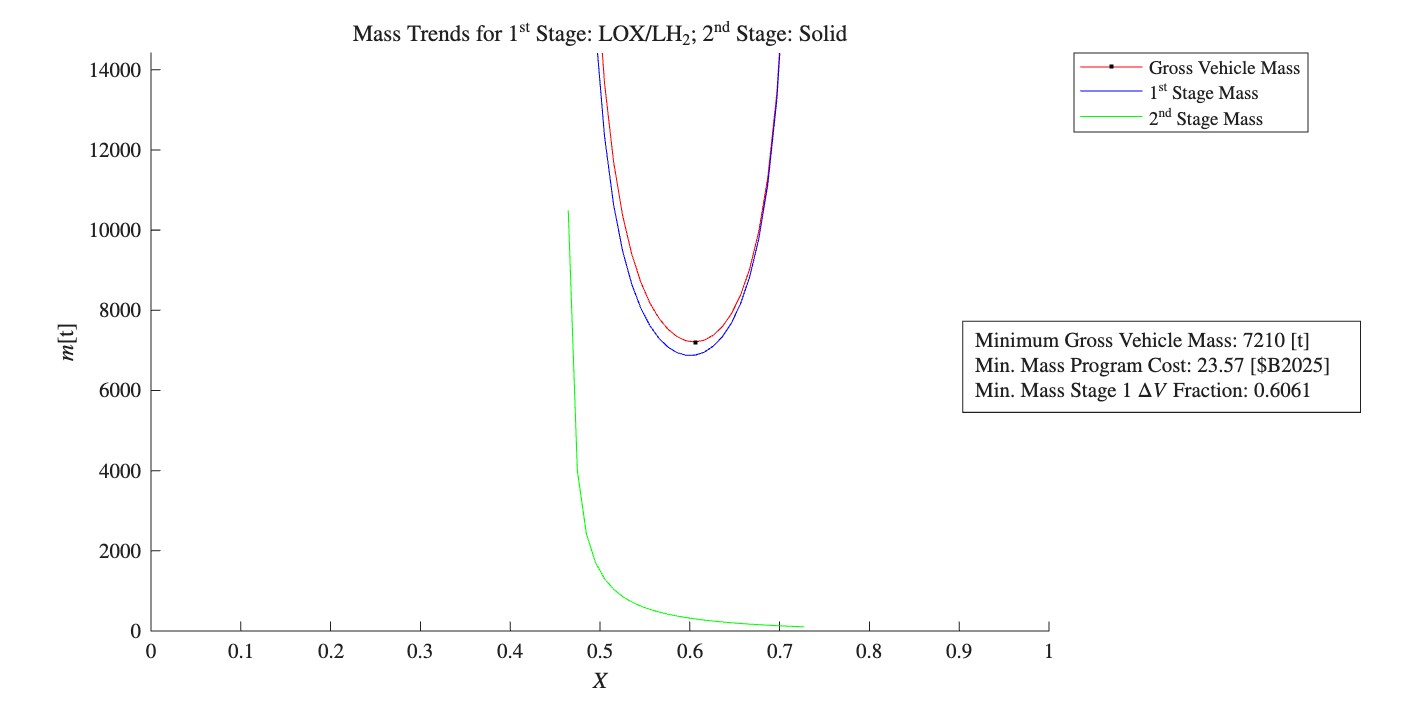 Mass Trends for 1st Stage: LOX/LH2; 2nd Stage: Solid
14000
12000
10000
8000
6000
4000
2000
0
m[t]
0 0.1 0.2 0.3 0.4 0.5 0.6 0.7 0.8 0.9 1
X
Gross Vehicle Mass
1st Stage Mass
2nd Stage Mass
Minimum Gross Vehicle Mass: 7210 [t]
Min. Mass Program Cost: 23.57 [$B2025]
Min. Mass Stage 1 ΔV Fraction: 0.6061